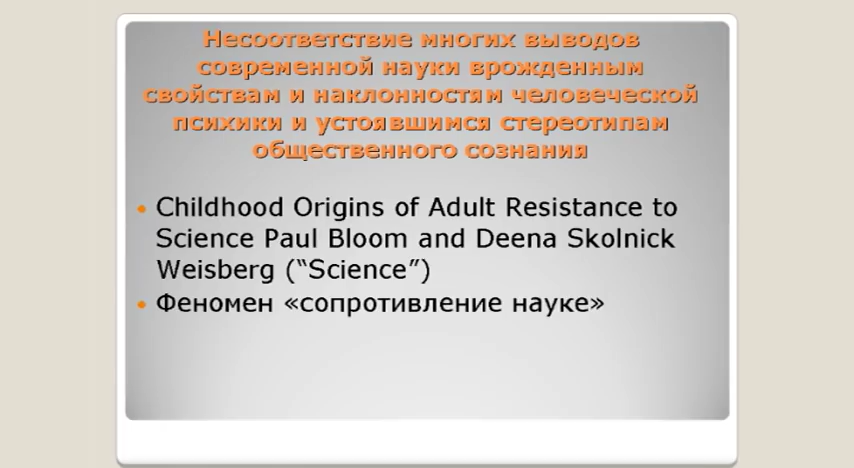 Несоответствие многих выводов
современной науки врожденным
свойствам и наклонностям человеческой
психики и устоявшимся стереотипам
общественного сознания
• Childhood Origins of Adult Resistance to
Science Paul Bloom and Deena Skolnick
Weisberg (“Science”)
• Феномен «сопротивление науке»